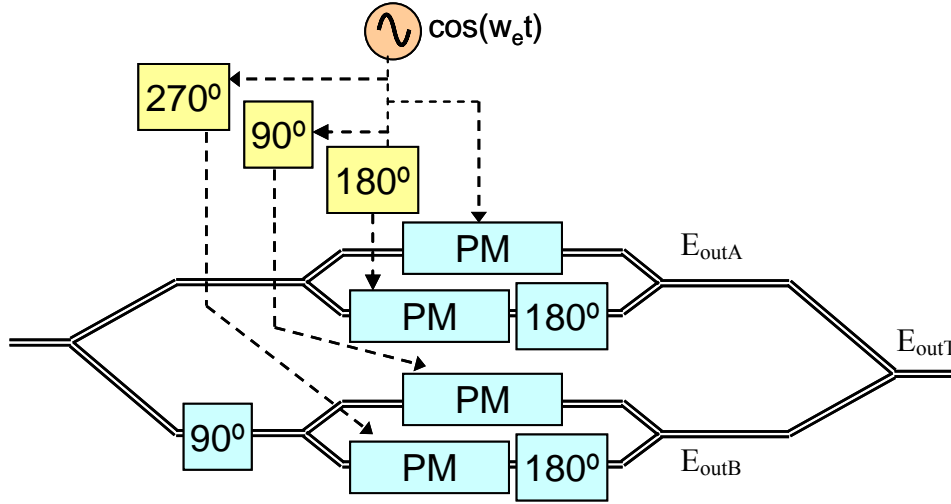 cos(wet)
270º
90º
180º
PM
EoutA
PM
180º
EoutT
PM
90º
PM
180º
EoutB